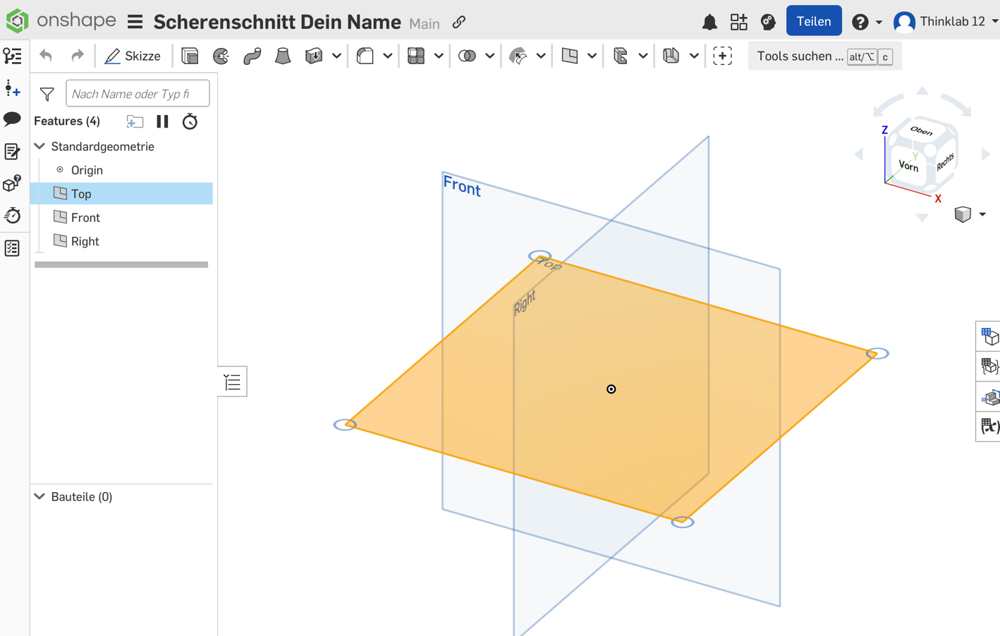 onshape Scherenschnitt Dein Name Main Teilen Thinklab 12
Skizze Tools suchen ... alt/⌥ c
Nach Name oder Typ fi
Features (4)
Standardgeometrie
Origin
Top
Front
Right
Bauteile (0)
Front
Top
Right
Z
Oben
Y
Vorn
Rechts
X
(x)